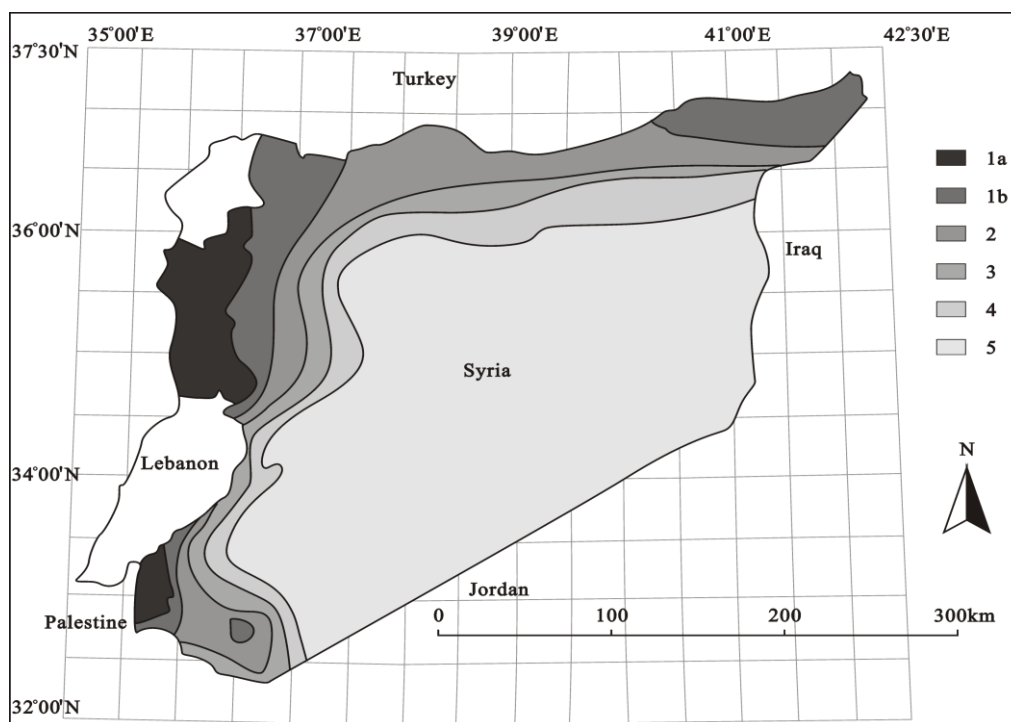 35°00′E 37°00′E 39°00′E 41°00′E 42°30′E
37°30′N
Turkey
1a
1b
36°00′N
2
Iraq
3
4
Syria
5
Lebanon
N
34°00′N
Jordan
Palestine
0 100 200 300km
32°00′N